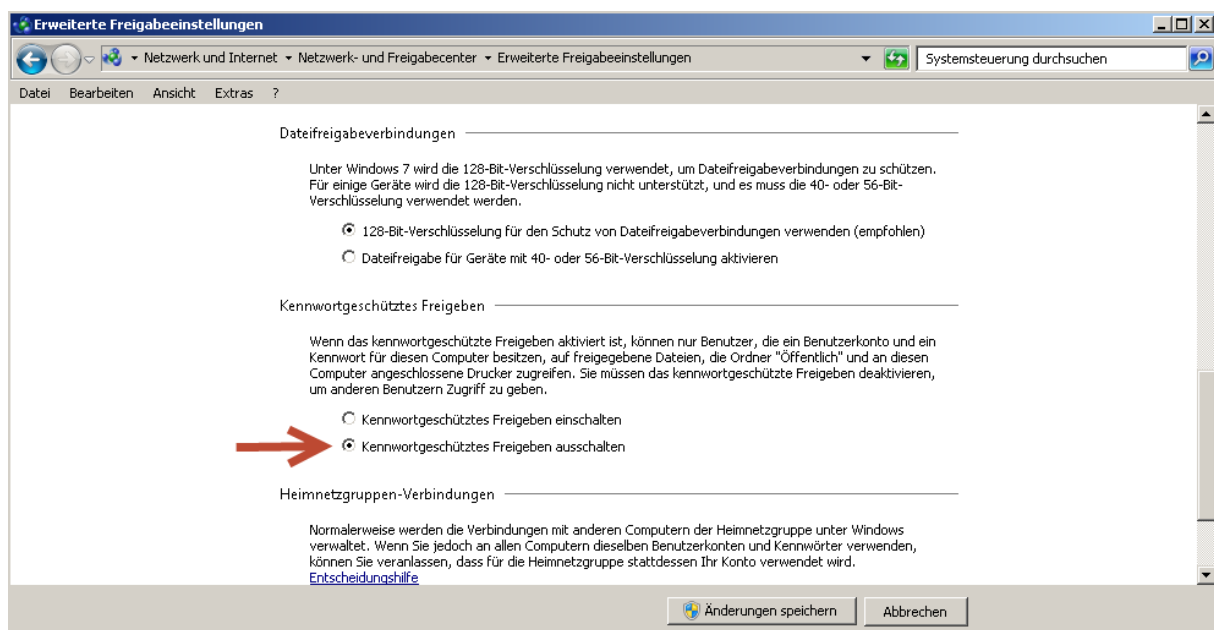 Erweiterte Freigabeeinstellungen
Netzwerk und Internet Netzwerk- und Freigabecenter Erweiterte Freigabeeinstellungen Systemsteuerung durchsuchen
Datei Bearbeiten Ansicht Extras ?
Dateifreigabeverbindungen
Unter Windows 7 wird die 128-Bit-Verschlüsselung verwendet, um Dateifreigabeverbindungen zu schützen.
Für einige Geräte wird die 128-Bit-Verschlüsselung nicht unterstützt, und es muss die 40- oder 56-Bit-
Verschlüsselung verwendet werden.
128-Bit-Verschlüsselung für den Schutz von Dateifreigabeverbindungen verwenden (empfohlen)
Dateifreigabe für Geräte mit 40- oder 56-Bit-Verschlüsselung aktivieren
Kennwortgeschütztes Freigeben
Wenn das kennwortgeschützte Freigeben aktiviert ist, können nur Benutzer, die ein Benutzerkonto und ein
Kennwort für diesen Computer besitzen, auf freigegebene Dateien, die Ordner "Öffentlich" und an diesen
Computer angeschlossene Drucker zugreifen. Sie müssen das kennwortgeschützte Freigeben deaktivieren,
um anderen Benutzern Zugriff zu geben.
Kennwortgeschütztes Freigeben einschalten
Kennwortgeschütztes Freigeben ausschalten
Heimnetzgruppen-Verbindungen
Normalerweise werden die Verbindungen mit anderen Computern der Heimnetzgruppe unter Windows
verwaltet. Wenn Sie jedoch an allen Computern dieselben Benutzerkonten und Kennwörter verwenden,
können Sie veranlassen, dass für die Heimnetzgruppe stattdessen Ihr Konto verwendet wird.
Entscheidungshilfe
Änderungen speichern Abbrechen